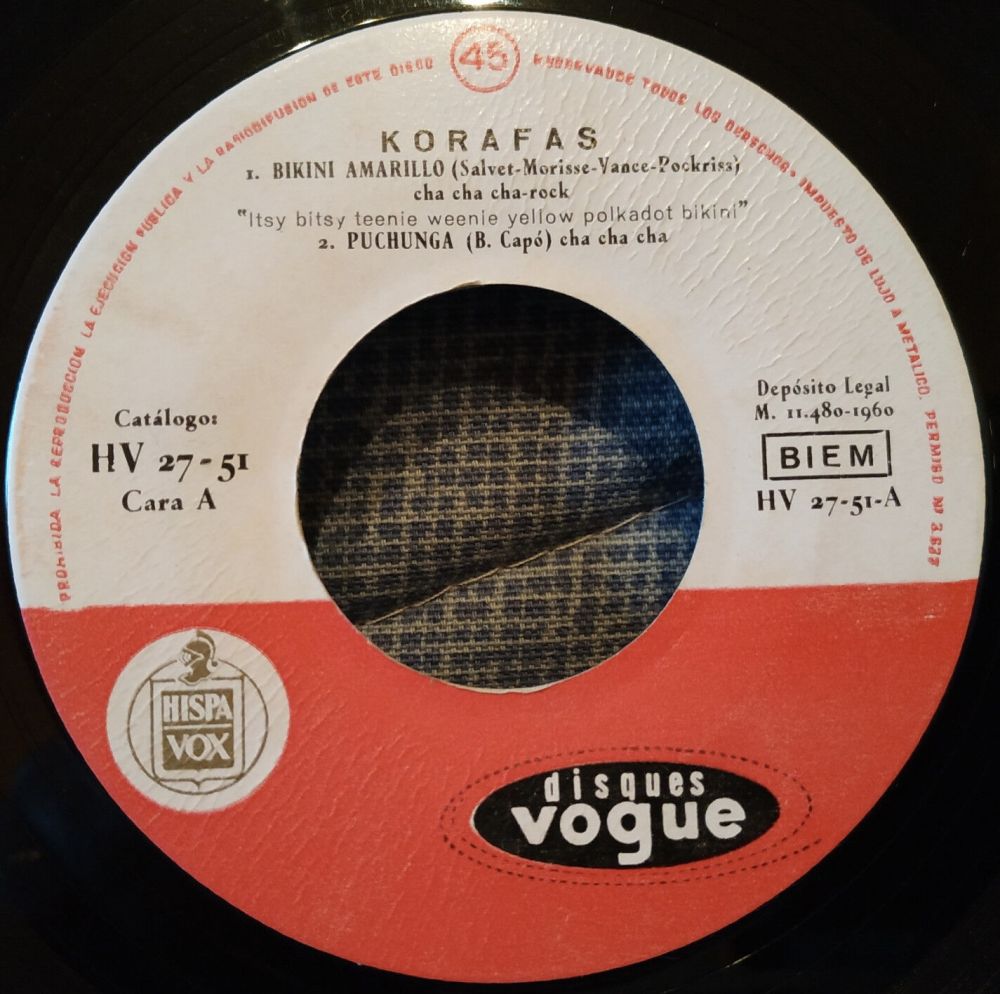 45
PROHIBIDA LA REPRODUCCION LA EJECUCION PUBLICA Y LA RADIODIFUSION DE ESTE DISCO
RESERVADOS TODOS LOS DERECHOS. IMPUESTO DE LUJO A METALICO. PERMISO Nº 3.637
KORAFAS
1. BIKINI AMARILLO (Salvet-Morisse-Vance-Pockriss)
cha cha cha-rock
"Itsy bitsy teenie weenie yellow polkadot bikini"
2. PUCHUNGA (B. Capó) cha cha cha
Catálogo:
HV 27-51
Cara A
Depósito Legal
M. 11.480-1960
BIEM
HV 27-51-A
HISPA
VOX
disques
vogue